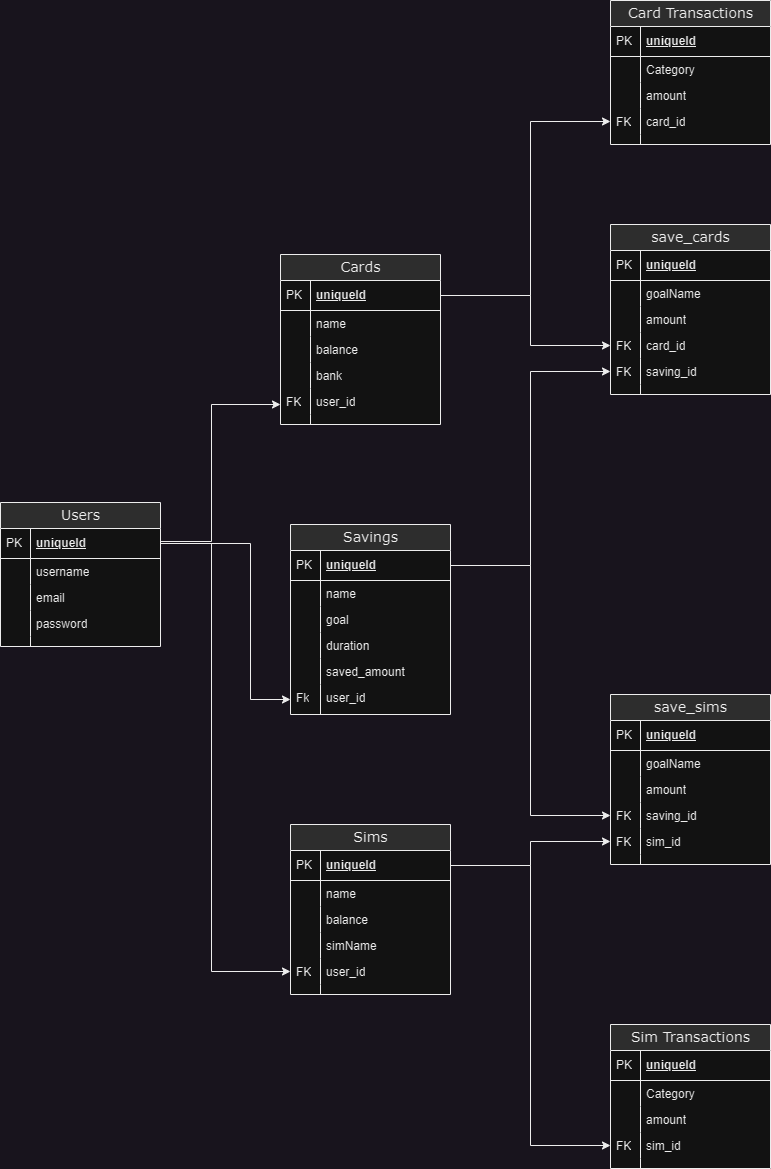 Card Transactions
PK uniqueId
Category
amount
FK card_id
save_cards
PK uniqueId
goalName
amount
FK card_id
FK saving_id
Cards
PK uniqueId
name
balance
bank
FK user_id
Users
PK uniqueId
username
email
password
Savings
PK uniqueId
name
goal
duration
saved_amount
Fk user_id
save_sims
PK uniqueId
goalName
amount
FK saving_id
FK sim_id
Sims
PK uniqueId
name
balance
simName
FK user_id
Sim Transactions
PK uniqueId
Category
amount
FK sim_id